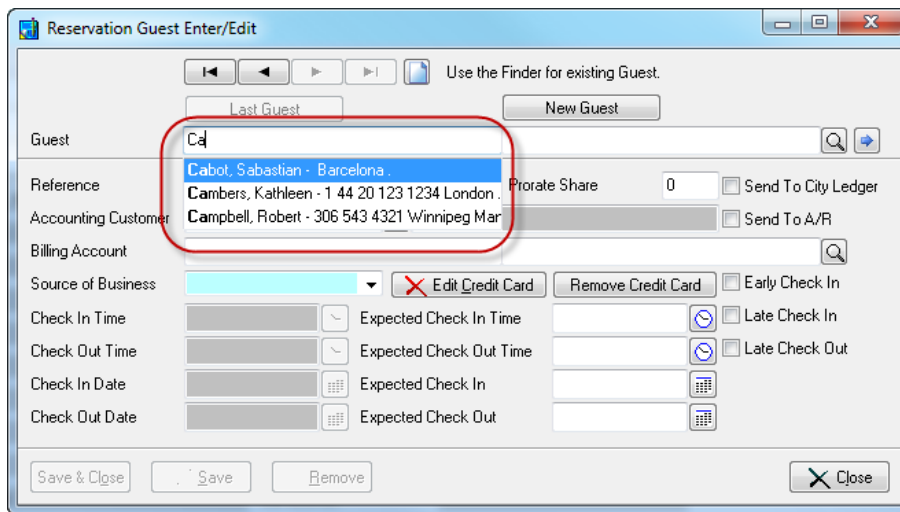 Reservation Guest Enter/Edit
Use the Finder for existing Guest.
Last Guest New Guest
Guest Ca
Cabot, Sabastian - Barcelona .
Cambers, Kathleen - 1 44 20 123 1234 London .
Campbell, Robert - 306 543 4321 Winnipeg Mar
Reference Prorate Share 0 Send To City Ledger
Accounting Customer Send To A/R
Billing Account
Source of Business Edit Credit Card Remove Credit Card Early Check In
Check In Time Expected Check In Time Late Check In
Check Out Time Expected Check Out Time Late Check Out
Check In Date Expected Check In
Check Out Date Expected Check Out
Save & Close Save Remove Close